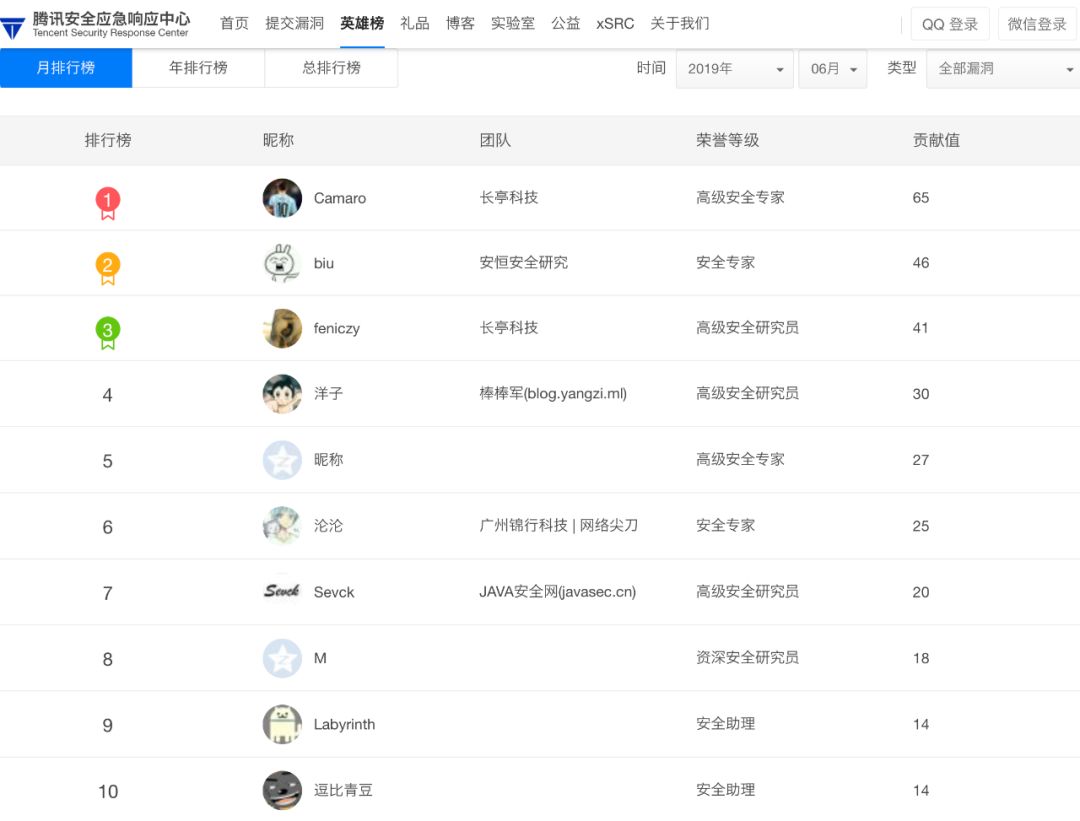 腾讯安全应急响应中心
Tencent Security Response Center
首页 提交漏洞 英雄榜 礼品 博客 实验室 公益 xSRC 关于我们
QQ 登录 微信登录
月排行榜 年排行榜 总排行榜 时间 2019年 06月 类型 全部漏洞
排行榜 昵称 团队 荣誉等级 贡献值
1 Camaro 长亭科技 高级安全专家 65
2 biu 安恒安全研究 安全专家 46
3 feniczy 长亭科技 高级安全研究员 41
4 洋子 棒棒军(blog.yangzi.ml) 高级安全研究员 30
5 昵称 高级安全专家 27
6 沦沦 广州锦行科技 | 网络尖刀 安全专家 25
7 Sevck Sevck JAVA安全网(javasec.cn) 高级安全研究员 20
8 M 资深安全研究员 18
9 Labyrinth 安全助理 14
10 逗比青豆 安全助理 14